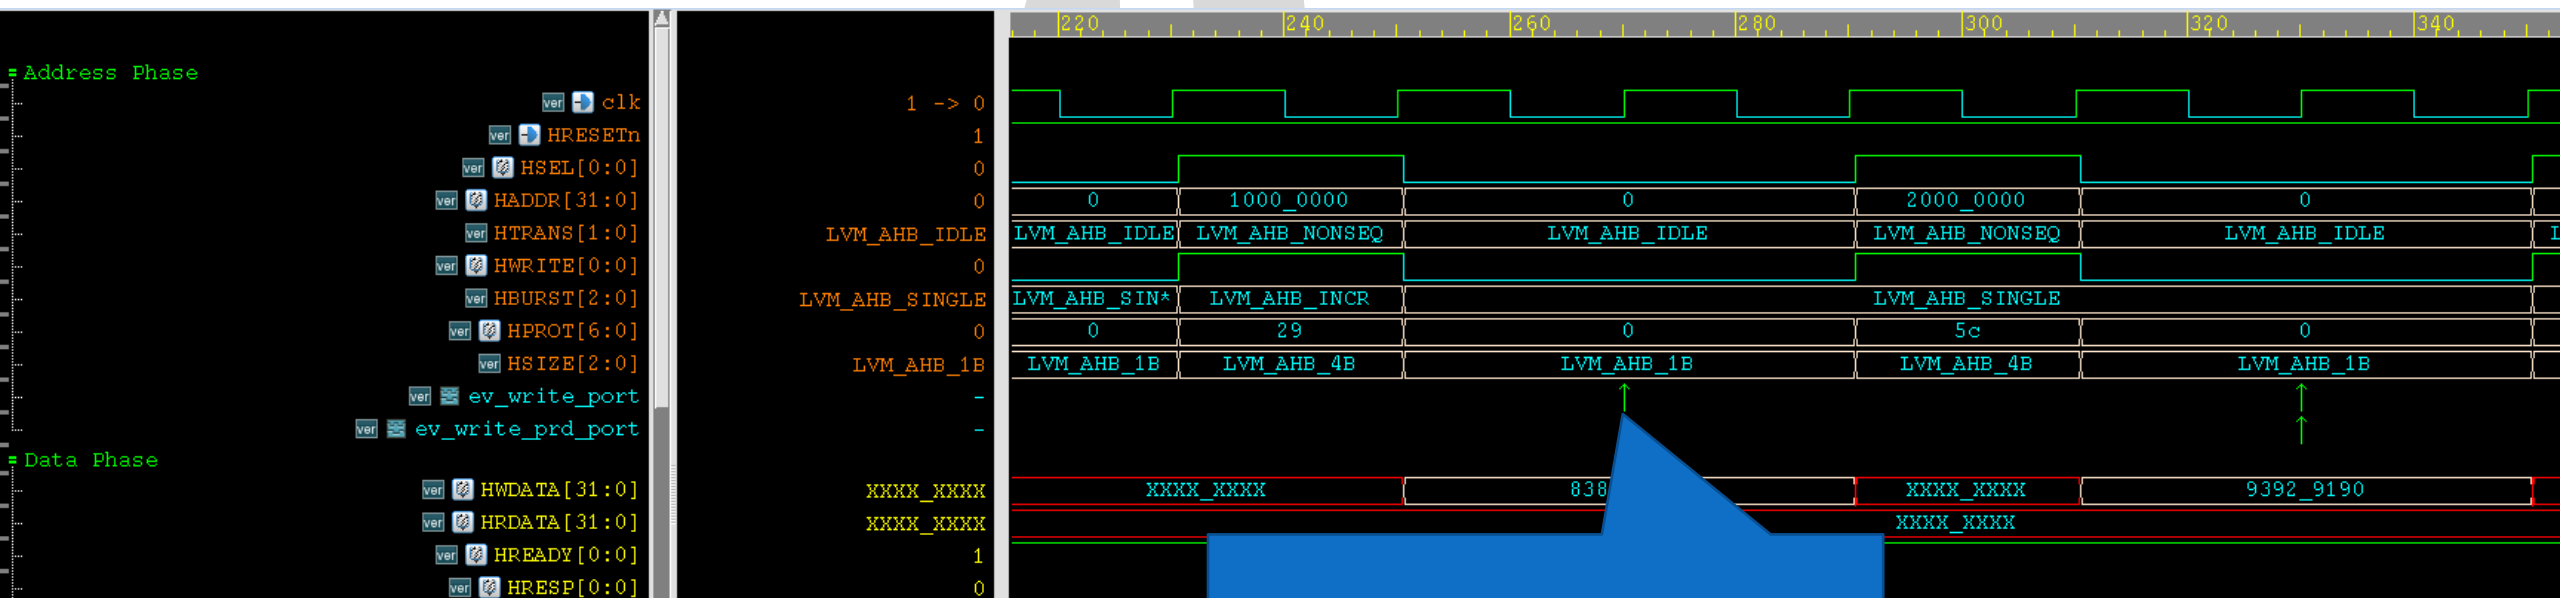 220 240 260 280 300 320 340
Address Phase
ver clk 1 -> 0
ver HRESETn 1
ver HSEL[0:0] 0
ver HADDR[31:0] 0 0 1000_0000 0 2000_0000 0
ver HTRANS[1:0] LVM_AHB_IDLE LVM_AHB_IDLE LVM_AHB_NONSEQ LVM_AHB_IDLE LVM_AHB_NONSEQ LVM_AHB_IDLE
ver HWRITE[0:0] 0
ver HBURST[2:0] LVM_AHB_SINGLE LVM_AHB_SIN* LVM_AHB_INCR LVM_AHB_SINGLE
ver HPROT[6:0] 0 0 29 0 5c 0
ver HSIZE[2:0] LVM_AHB_1B LVM_AHB_1B LVM_AHB_4B LVM_AHB_1B LVM_AHB_4B LVM_AHB_1B
ver ev_write_port -
ver ev_write_prd_port -
Data Phase
ver HWDATA[31:0] XXXX_XXXX XXXX_XXXX 838 XXXX_XXXX 9392_9190
ver HRDATA[31:0] XXXX_XXXX XXXX_XXXX
ver HREADY[0:0] 1
ver HRESP[0:0] 0